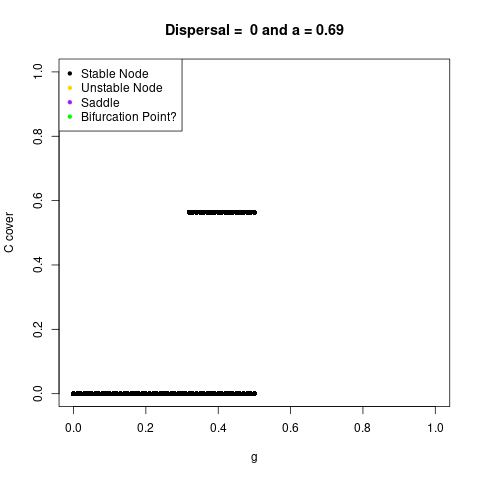 Dispersal =  0 and a = 0.69
Stable Node
Unstable Node
Saddle
Bifurcation Point?
C cover
1.0
0.8
0.6
0.4
0.2
0.0
0.0 0.2 0.4 0.6 0.8 1.0
g